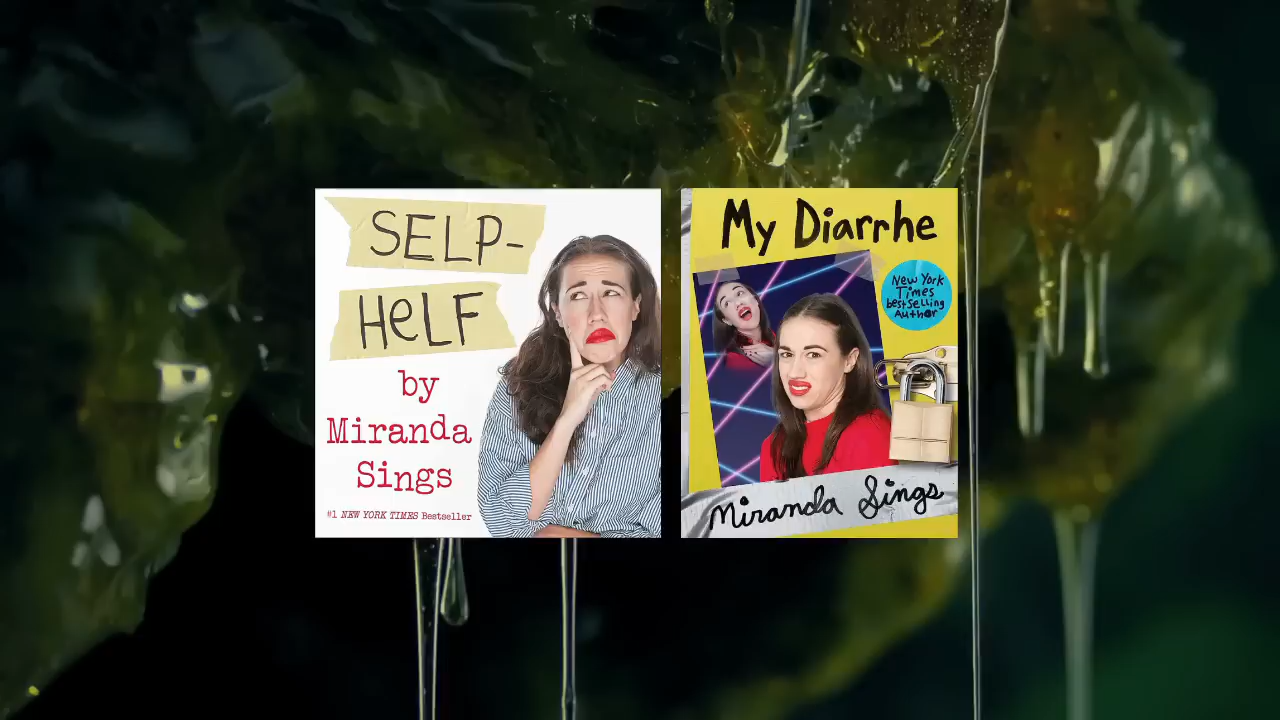 SELP-
HeLF
by
Miranda
Sings
#1 NEW YORK TIMES Bestseller
My Diarrhe
New York
Times
bestselling
Author
Miranda Sings